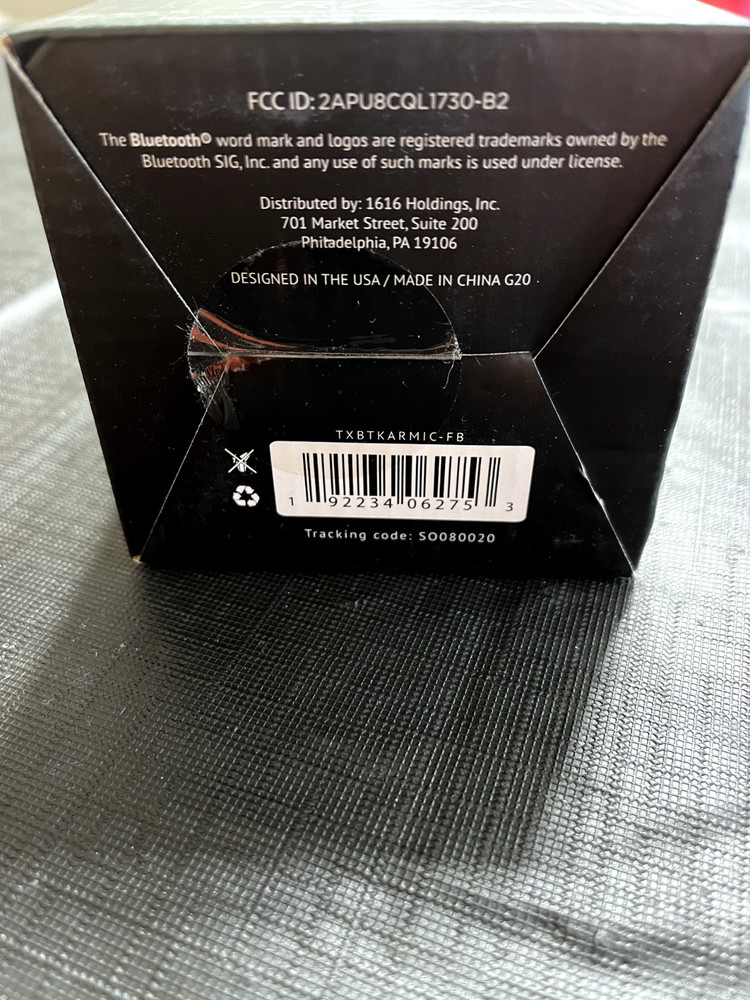 FCC ID: 2APU8CQL1730-B2
The Bluetooth® word mark and logos are registered trademarks owned by the
Bluetooth SIG, Inc. and any use of such marks is used under license.
Distributed by: 1616 Holdings, Inc.
701 Market Street, Suite 200
Philadelphia, PA 19106
DESIGNED IN THE USA / MADE IN CHINA G20
TXBTKARMIC-FB
1 92234 06275 3
Tracking code: SO080020